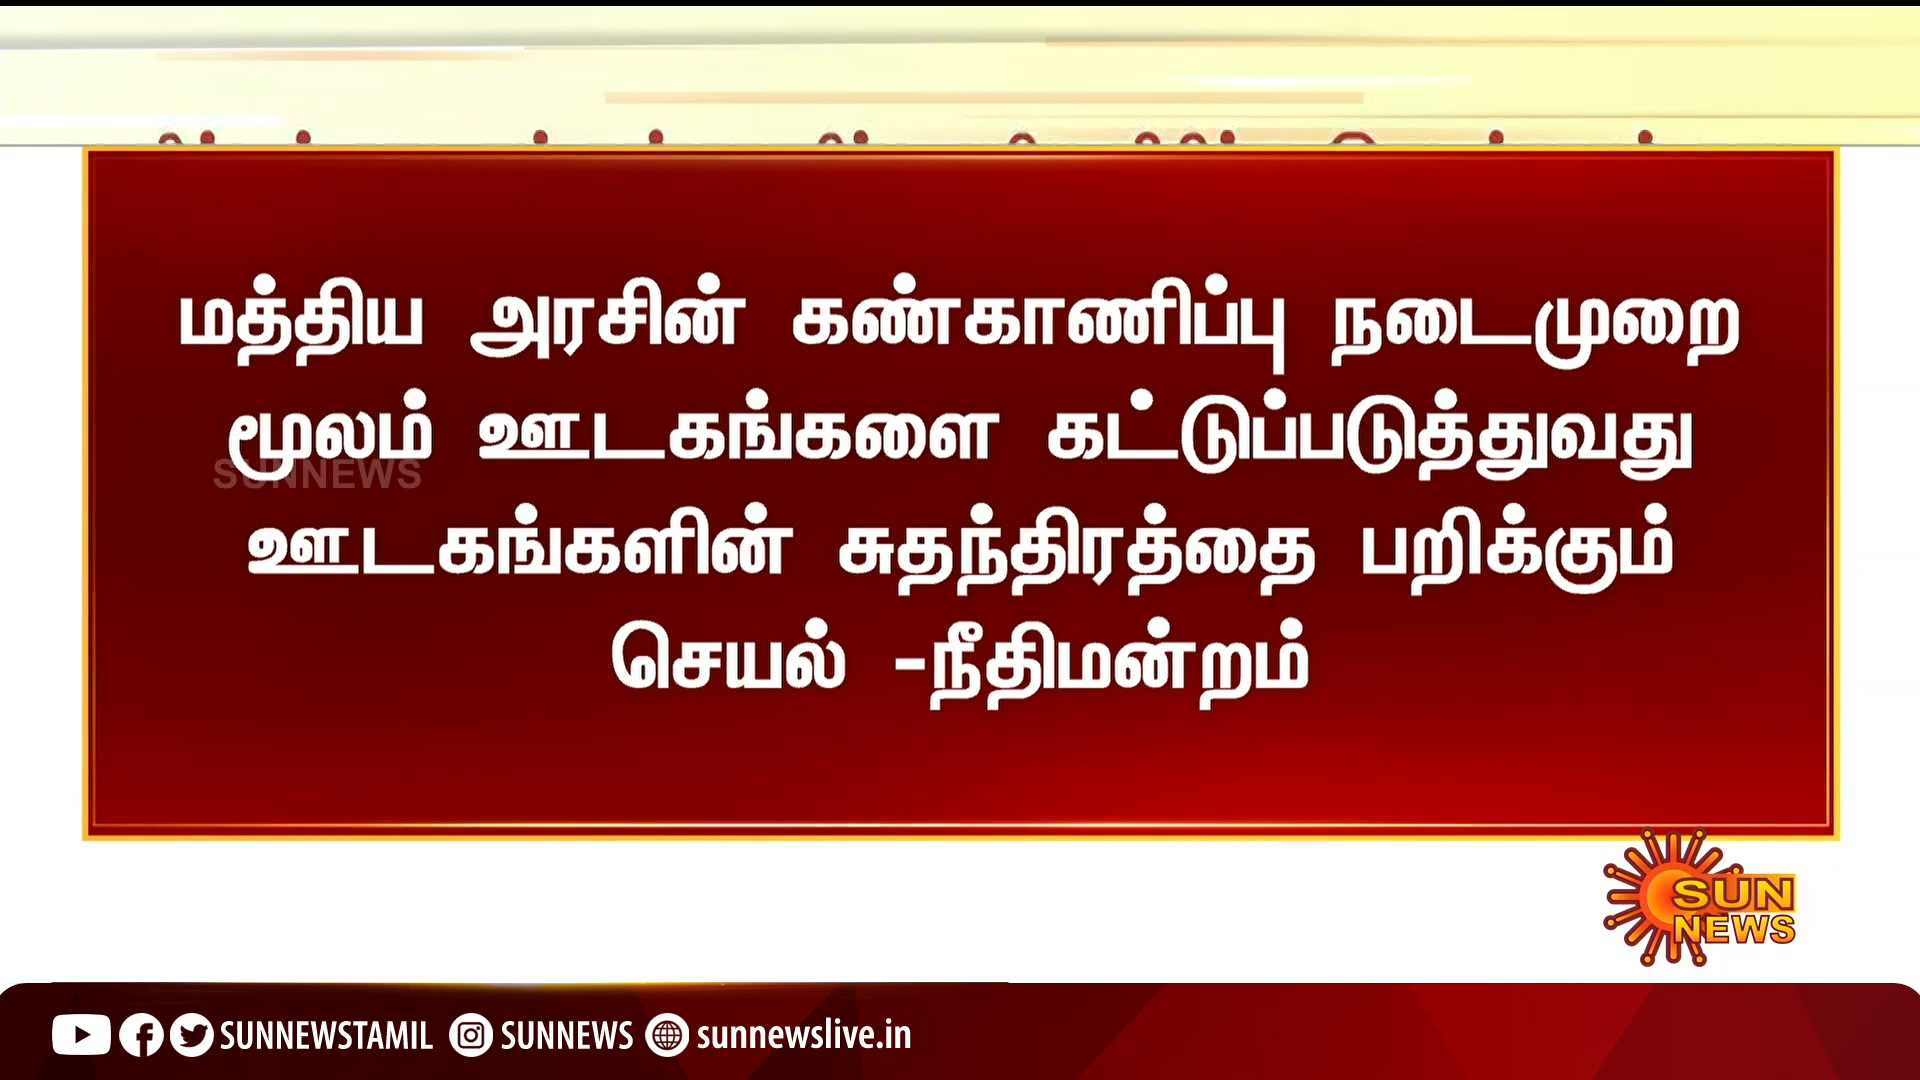 மத்திய அரசின் கண்காணிப்பு நடைமுறை
மூலம் ஊடகங்களை கட்டுப்படுத்துவது
SUNNEWS
ஊடகங்களின் சுதந்திரத்தை பறிக்கும்
செயல் -நீதிமன்றம்
SUN
NEWS
SUNNEWSTAMIL SUNNEWS sunnewslive.in